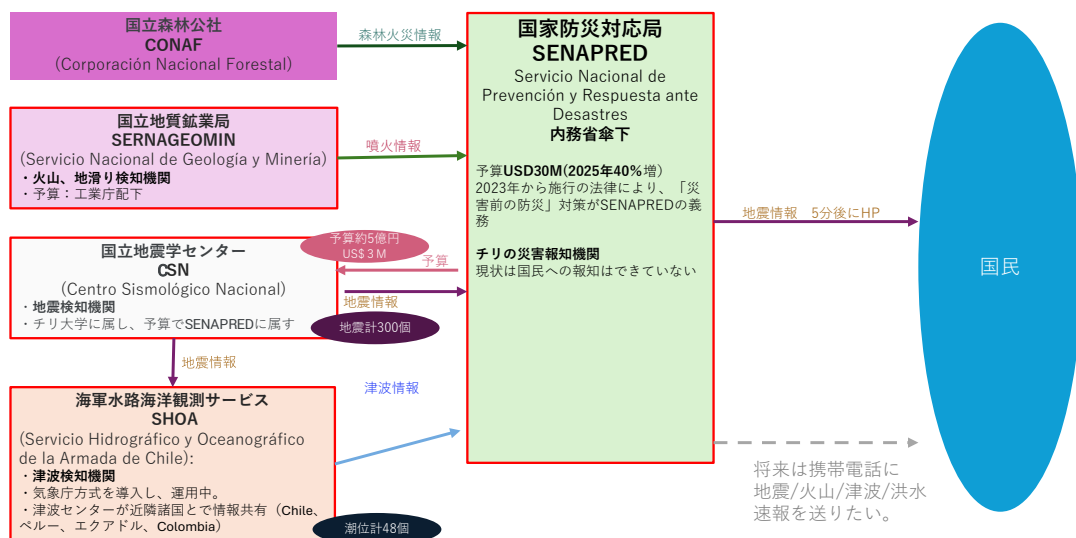 国立森林公社
CONAF
(Corporación Nacional Forestal)
森林火災情報
国立地質鉱業局
SERNAGEOMIN
(Servicio Nacional de Geología y Minería)
・火山、地滑り検知機関
・予算：工業庁配下
噴火情報
国立地震学センター
CSN
(Centro Sismológico Nacional)
・地震検知機関
・チリ大学に属し、予算でSENAPREDに属す
予算約5億円
US$３M
予算
地震情報
地震計300個
地震情報
海軍水路海洋観測サービス
SHOA
(Servicio Hidrográfico y Oceanográfico
de la Armada de Chile):
・津波検知機関
・気象庁方式を導入し、運用中。
・津波センターが近隣諸国とで情報共有（Chile、
ペルー、エクアドル、Colombia）
潮位計48個
津波情報
国家防災対応局
SENAPRED
Servicio Nacional de
Prevención y Respuesta ante
Desastres
内務省傘下
予算USD30M(2025年40%増)
2023年から施行の法律により、「災
害前の防災」対策がSENAPREDの義
務
チリの災害報知機関
現状は国民への報知はできていない
地震情報　5分後にHP
国民
将来は携帯電話に
地震/火山/津波/洪水
速報を送りたい。